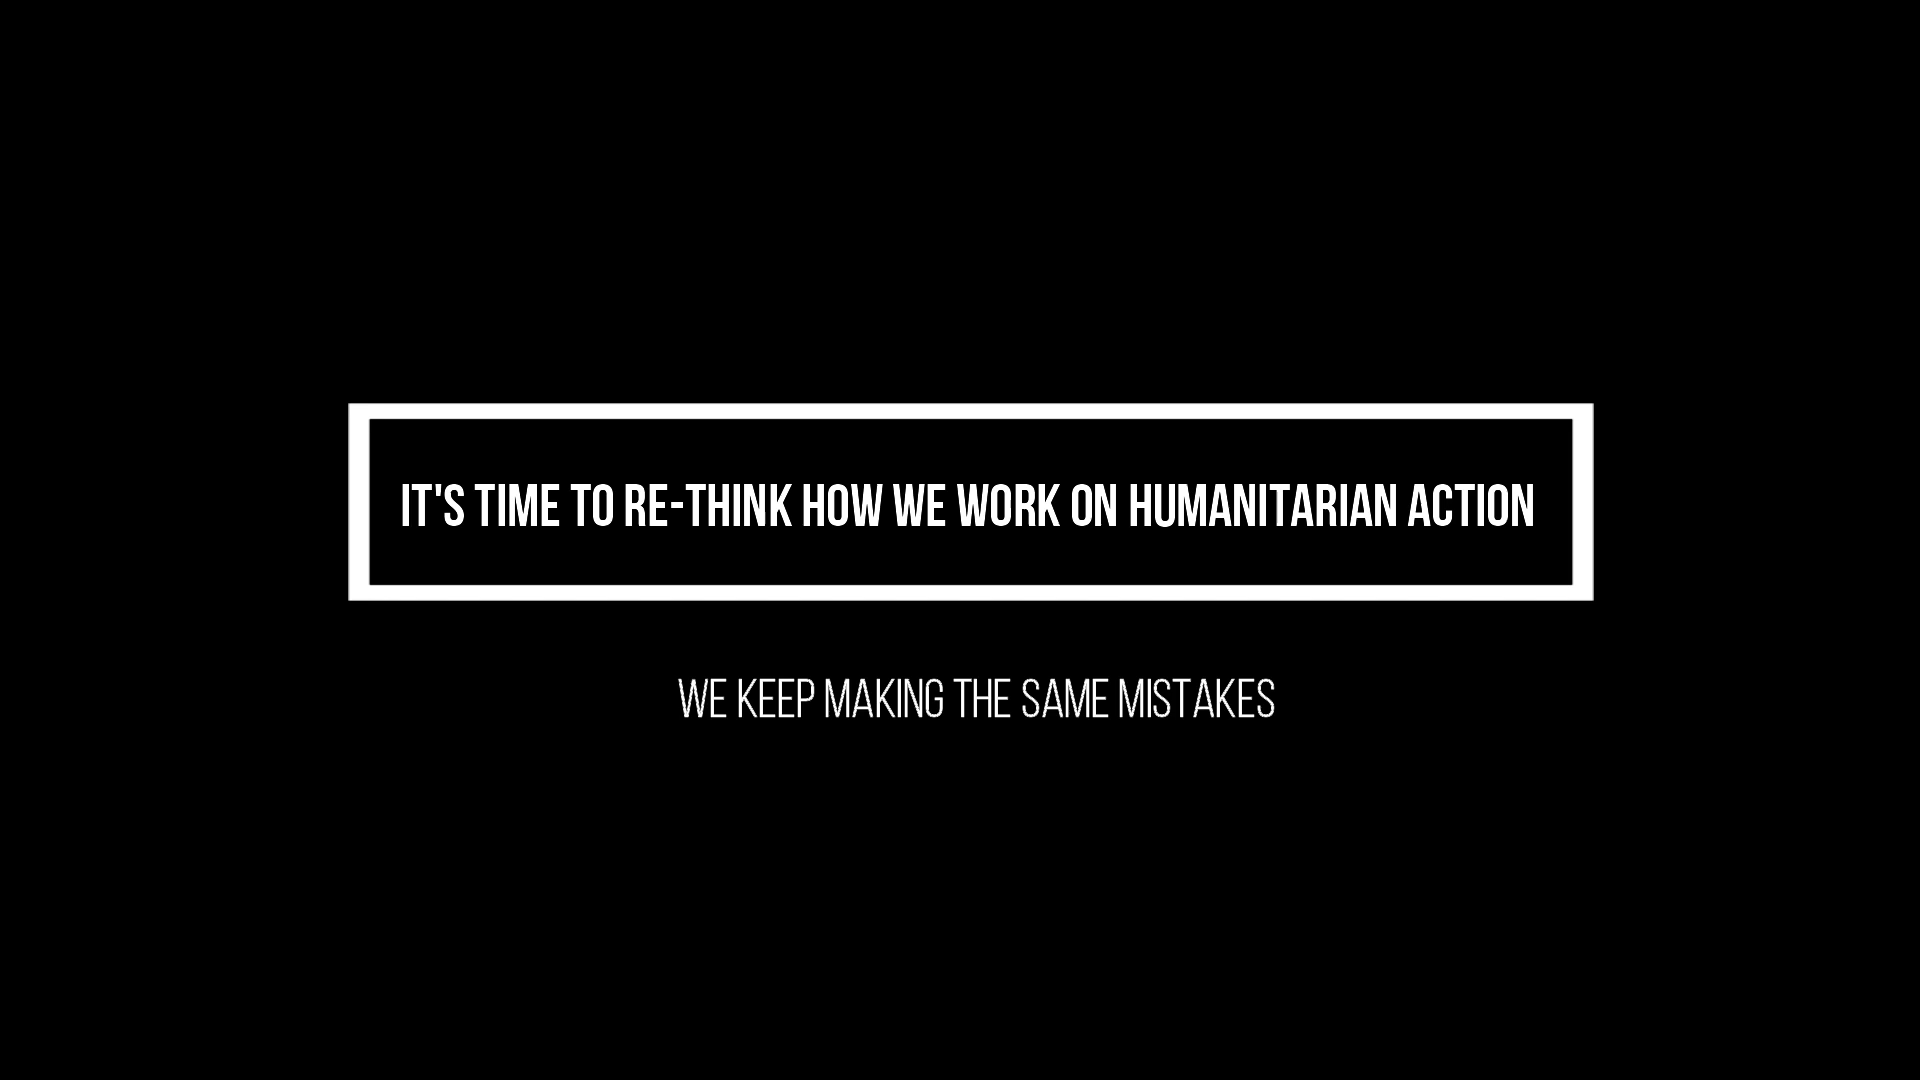 IT'S TIME TO RE-THINK HOW WE WORK ON HUMANITARIAN ACTION
WE KEEP MAKING THE SAME MISTAKES